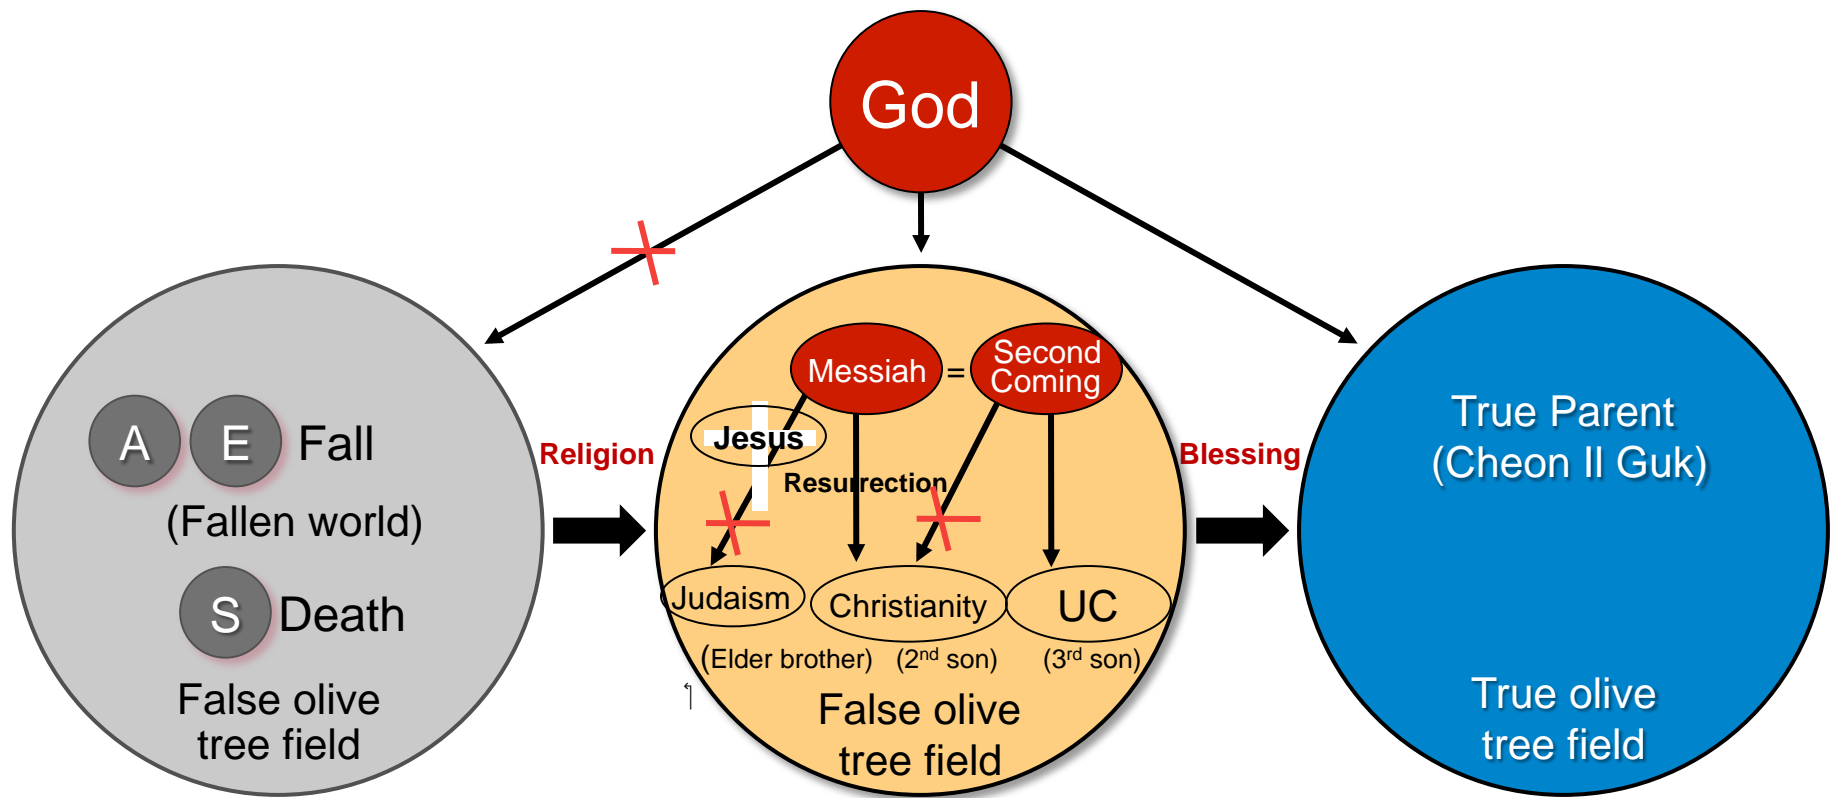 God
A E Fall
(Fallen world)
S Death
False olive
tree field
Religion
Messiah = Second
Coming
Jesus
Resurrection
Judaism Christianity UC
(Elder brother) (2nd son) (3rd son)
False olive
tree field
Blessing
True Parent
(Cheon Il Guk)
True olive
tree field